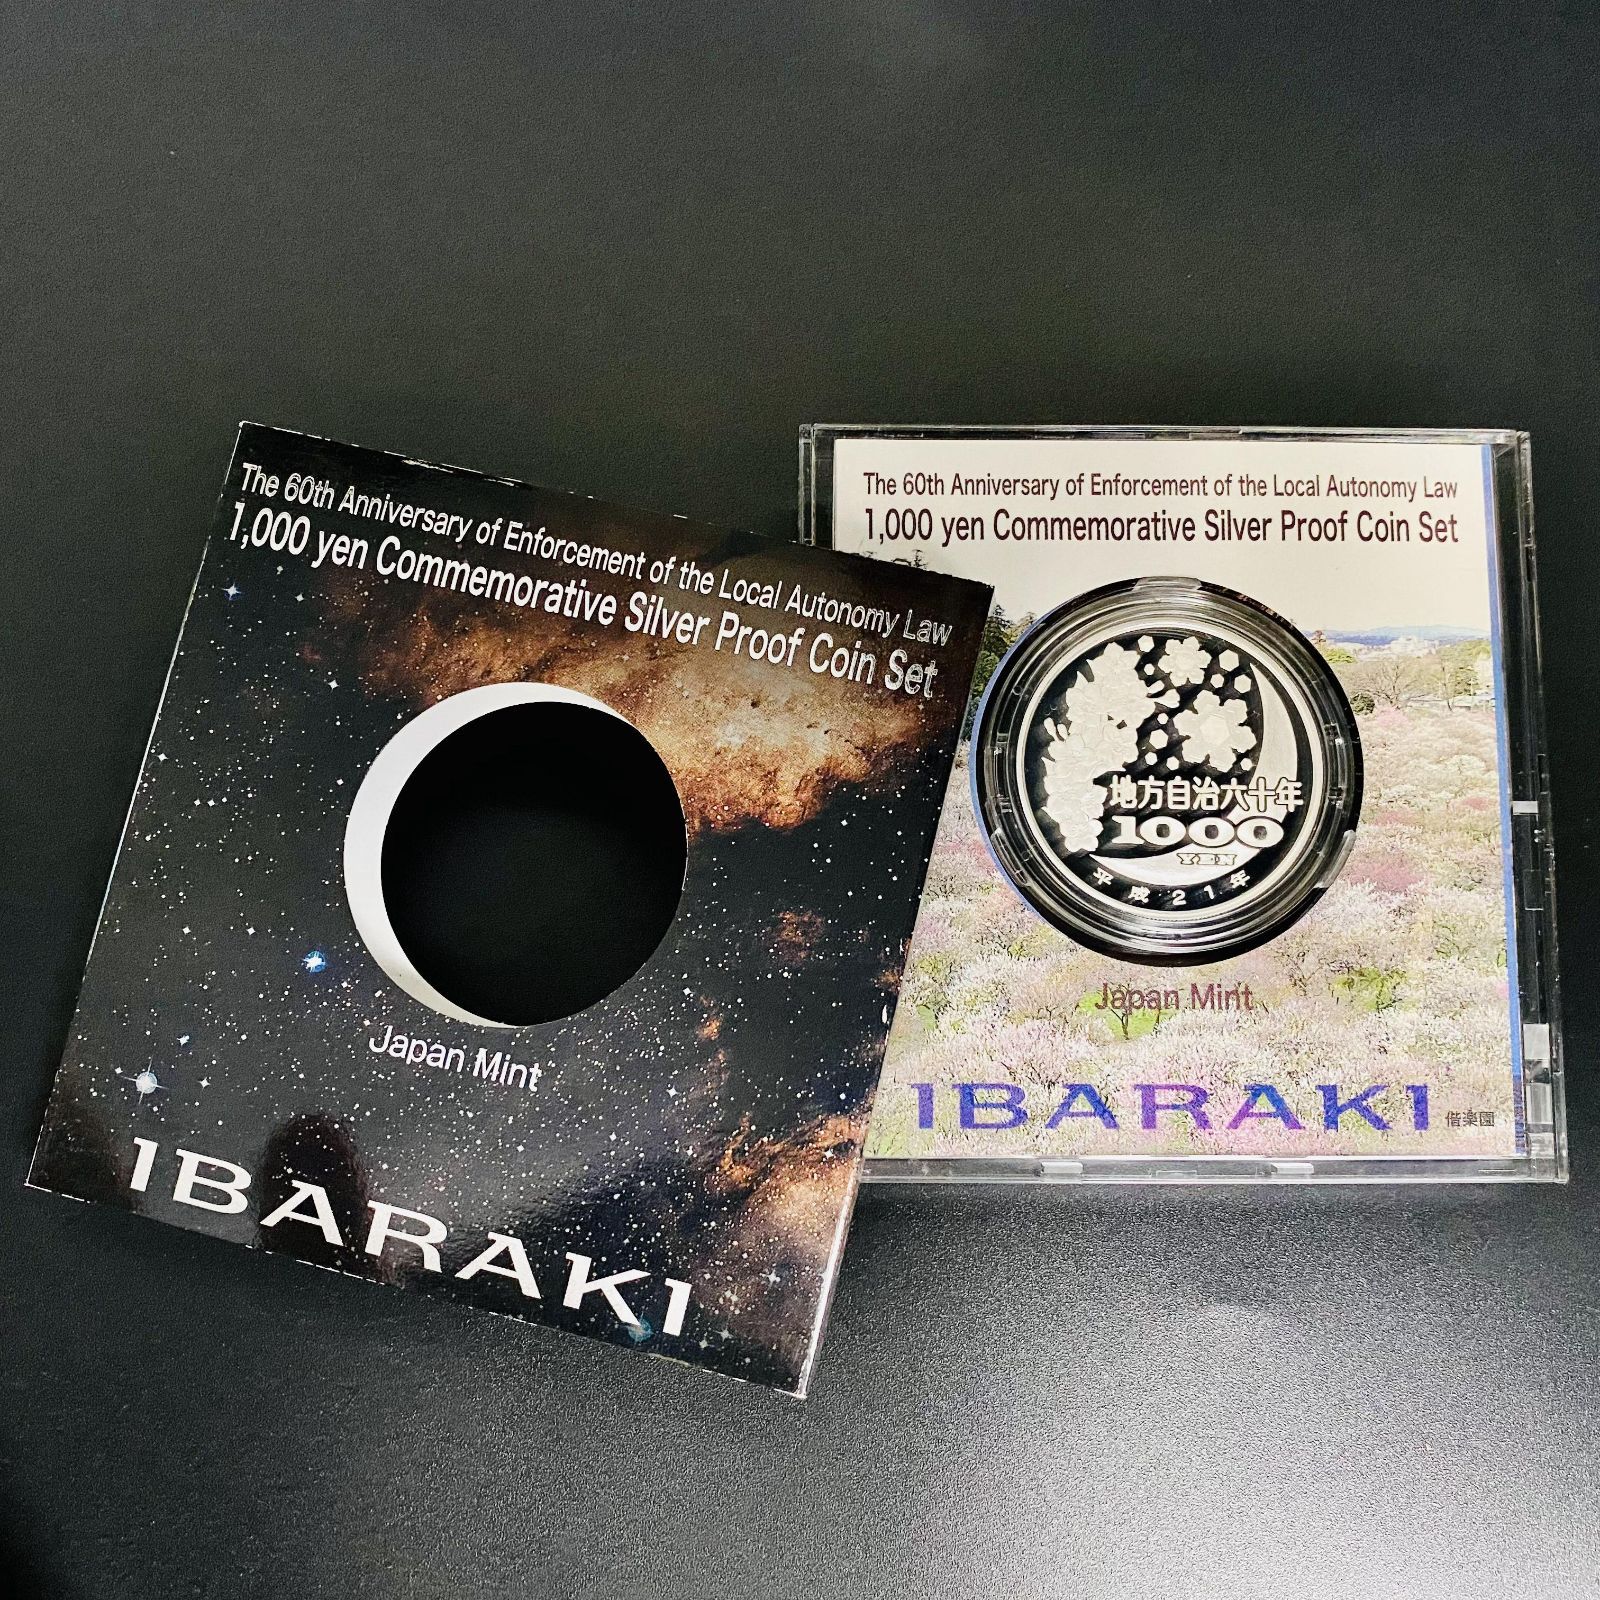 The 60th Anniversary of Enforcement of the Local Autonomy Law
1,000 yen Commemorative Silver Proof Coin Set
Japan Mint
IBARAKI
The 60th Anniversary of Enforcement of the Local Autonomy Law
1,000 yen Commemorative Silver Proof Coin Set
地方自治六十年
1000
YEN
平成21年
Japan Mint
IBARAKI
偕楽園